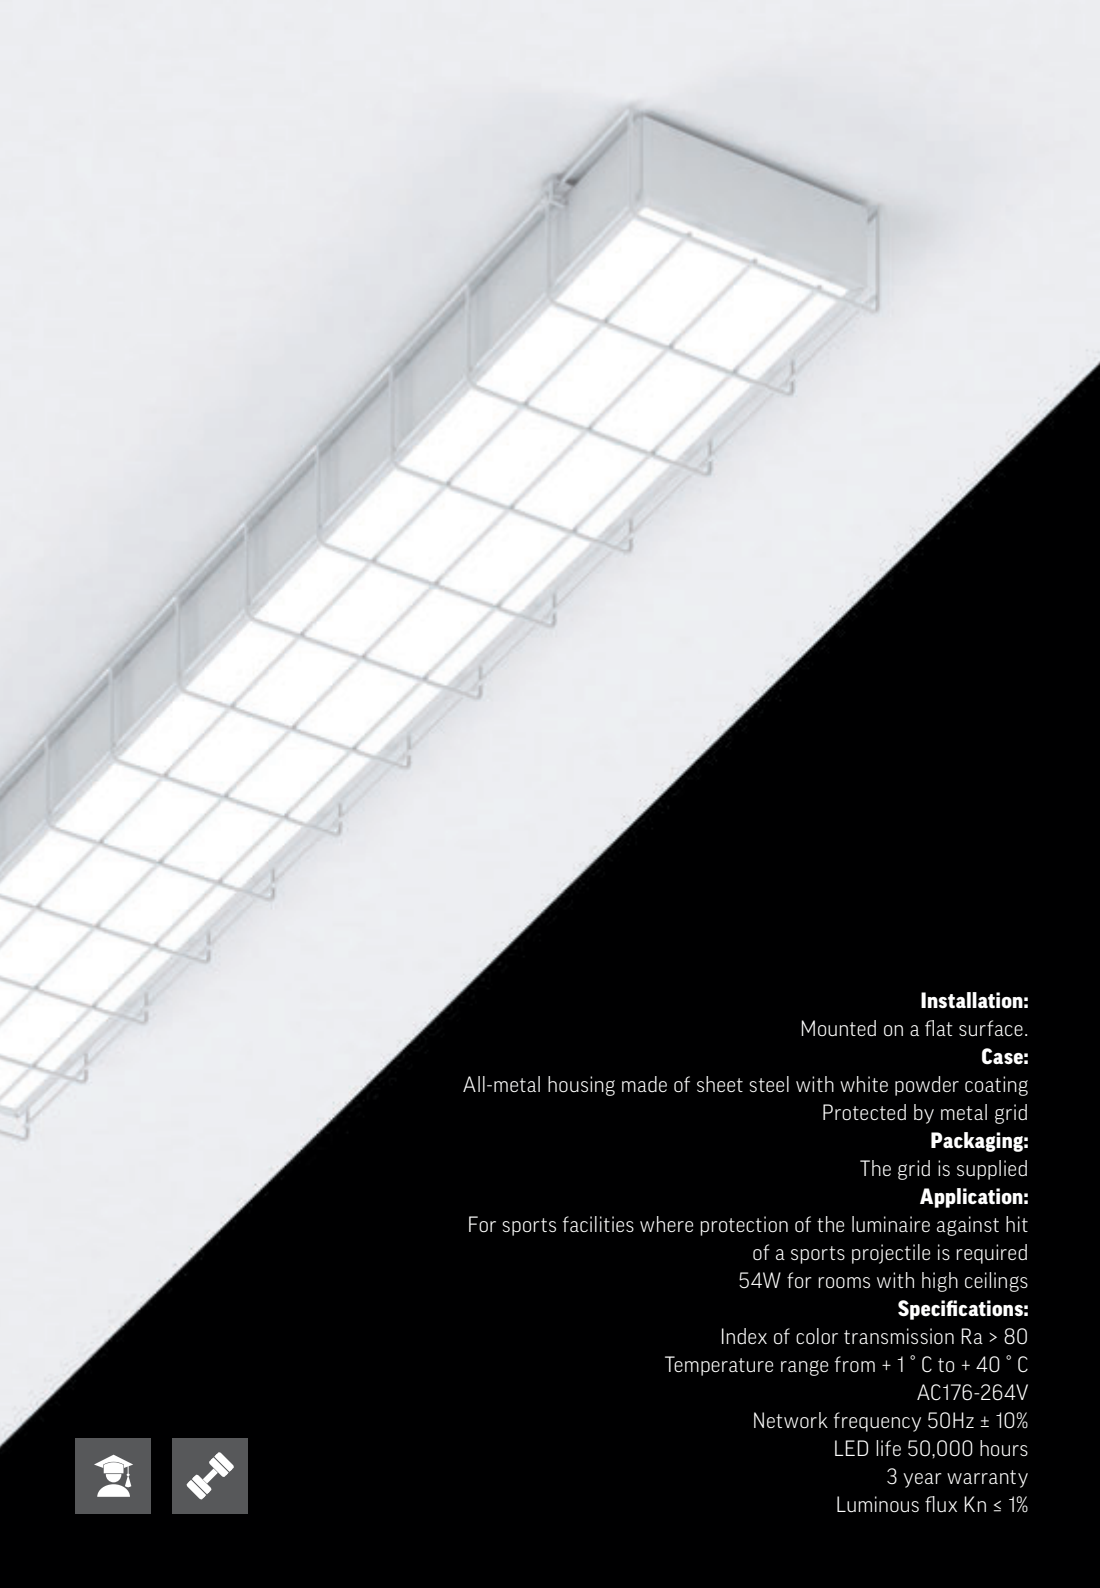 Installation:
Mounted on a flat surface.
Case:
All-metal housing made of sheet steel with white powder coating
Protected by metal grid
Packaging:
The grid is supplied
Application:
For sports facilities where protection of the luminaire against hit
of a sports projectile is required
54W for rooms with high ceilings
Specifications:
Index of color transmission Ra > 80
Temperature range from + 1 ° C to + 40 ° C
AC176-264V
Network frequency 50Hz ± 10%
LED life 50,000 hours
3 year warranty
Luminous flux Kn ≤ 1%